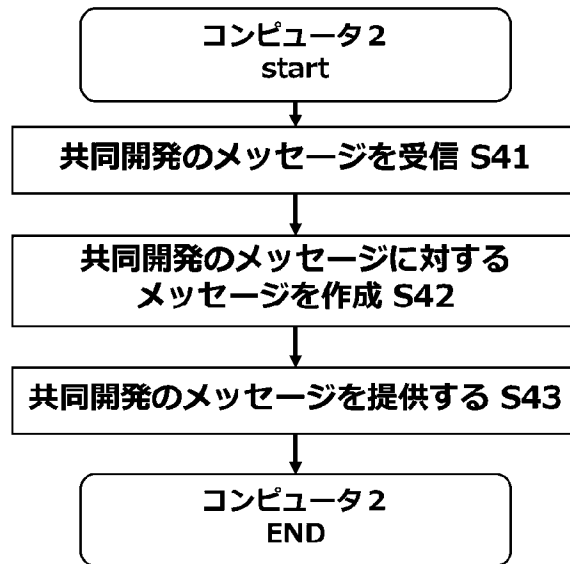 コンピュータ２
start
共同開発のメッセージを受信 S41
共同開発のメッセージに対する
メッセージを作成 S42
共同開発のメッセージを提供する S43
コンピュータ２
END